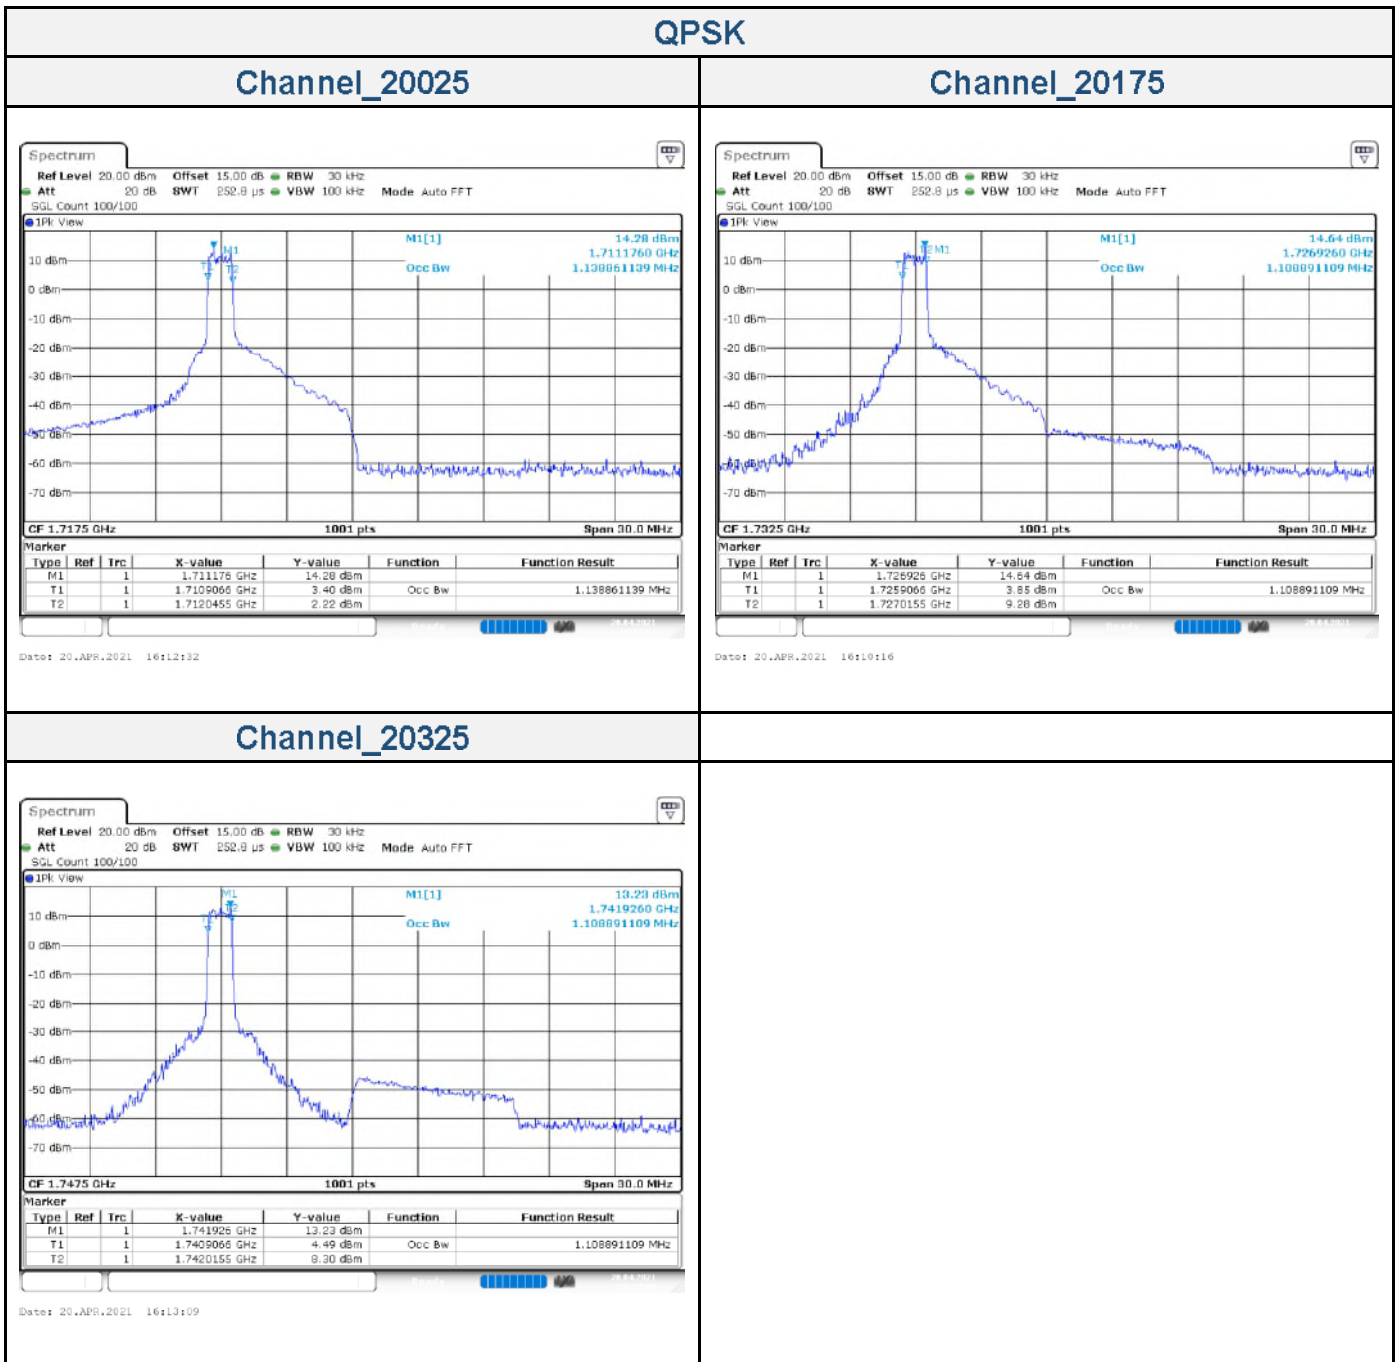 QPSK
Channel_20025
Channel_20175
Spectrum
Ref Level 20.00 dBm Offset 15.00 dB RBW 30 kHz
Att 20 dB SWT 252.8 µs VBW 100 kHz Mode Auto FFT
SGL Count 100/100
1Pk View
M1[1] 14.28 dBm
1.7111760 GHz
Occ Bw 1.138861139 MHz
M1
T1
T2
10 dBm
0 dBm
-10 dBm
-20 dBm
-30 dBm
-40 dBm
-50 dBm
-60 dBm
-70 dBm
CF 1.7175 GHz 1001 pts Span 30.0 MHz
Marker
Type Ref Trc X-value Y-value Function Function Result
M1 1 1.711176 GHz 14.28 dBm
T1 1 1.7109066 GHz 3.40 dBm Occ Bw 1.138861139 MHz
T2 1 1.7120455 GHz 2.22 dBm
Date: 20.APR.2021 16:12:32
Spectrum
Ref Level 20.00 dBm Offset 15.00 dB RBW 30 kHz
Att 20 dB SWT 252.8 µs VBW 100 kHz Mode Auto FFT
SGL Count 100/100
1Pk View
M1[1] 14.64 dBm
1.7269260 GHz
Occ Bw 1.108891109 MHz
T2 M1
10 dBm
0 dBm
-10 dBm
-20 dBm
-30 dBm
-40 dBm
-50 dBm
-60 dBm
-70 dBm
CF 1.7325 GHz 1001 pts Span 30.0 MHz
Marker
Type Ref Trc X-value Y-value Function Function Result
M1 1 1.726926 GHz 14.64 dBm
T1 1 1.7259066 GHz 3.85 dBm Occ Bw 1.108891109 MHz
T2 1 1.7270155 GHz 9.28 dBm
Date: 20.APR.2021 16:10:16
Channel_20325
Spectrum
Ref Level 20.00 dBm Offset 15.00 dB RBW 30 kHz
Att 20 dB SWT 252.8 µs VBW 100 kHz Mode Auto FFT
SGL Count 100/100
1Pk View
M1[1] 13.23 dBm
1.7419260 GHz
Occ Bw 1.108891109 MHz
M1
10 dBm
0 dBm
-10 dBm
-20 dBm
-30 dBm
-40 dBm
-50 dBm
-60 dBm
-70 dBm
CF 1.7475 GHz 1001 pts Span 30.0 MHz
Marker
Type Ref Trc X-value Y-value Function Function Result
M1 1 1.741926 GHz 13.23 dBm
T1 1 1.7409066 GHz 4.49 dBm Occ Bw 1.108891109 MHz
T2 1 1.7420155 GHz 8.30 dBm
Date: 20.APR.2021 16:13:09